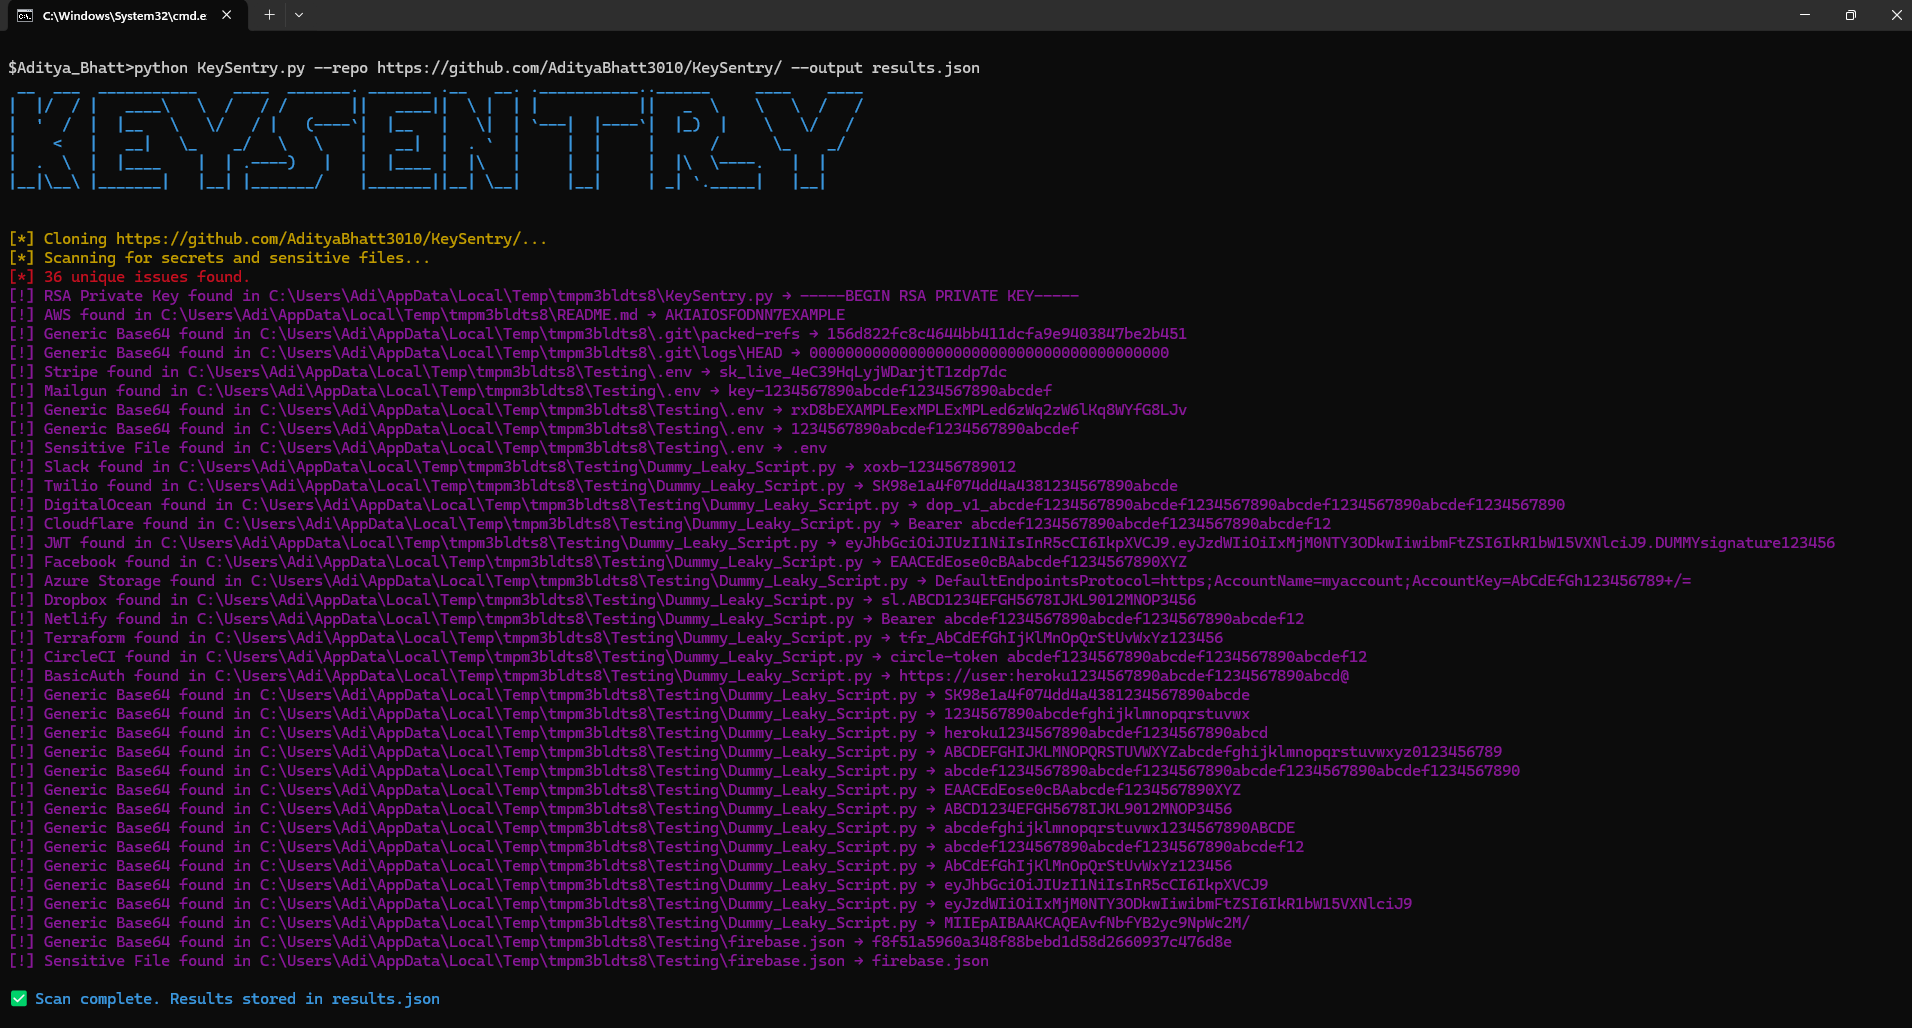 C:\Windows\System32\cmd.e
$Aditya_Bhatt>python KeySentry.py --repo https://github.com/AdityaBhatt3010/KeySentry/ --output results.json
KEYSENTRY
[*] Cloning https://github.com/AdityaBhatt3010/KeySentry/...
[*] Scanning for secrets and sensitive files...
[*] 36 unique issues found.
[!] RSA Private Key found in C:\Users\Adi\AppData\Local\Temp\tmpm3bldts8\KeySentry.py → -----BEGIN RSA PRIVATE KEY-----
[!] AWS found in C:\Users\Adi\AppData\Local\Temp\tmpm3bldts8\README.md → AKIAIOSFODNN7EXAMPLE
[!] Generic Base64 found in C:\Users\Adi\AppData\Local\Temp\tmpm3bldts8\.git\packed-refs → 156d822fc8c4644bb411dcfa9e9403847be2b451
[!] Generic Base64 found in C:\Users\Adi\AppData\Local\Temp\tmpm3bldts8\.git\logs\HEAD → 0000000000000000000000000000000000000000
[!] Stripe found in C:\Users\Adi\AppData\Local\Temp\tmpm3bldts8\Testing\.env → sk_live_4eC39HqLyjWDarjtT1zdp7dc
[!] Mailgun found in C:\Users\Adi\AppData\Local\Temp\tmpm3bldts8\Testing\.env → key-1234567890abcdef1234567890abcdef
[!] Generic Base64 found in C:\Users\Adi\AppData\Local\Temp\tmpm3bldts8\Testing\.env → rxD8bEXAMPLEexMPLExMPLed6zWq2zW6lKq8WYfG8LJv
[!] Generic Base64 found in C:\Users\Adi\AppData\Local\Temp\tmpm3bldts8\Testing\.env → 1234567890abcdef1234567890abcdef
[!] Sensitive File found in C:\Users\Adi\AppData\Local\Temp\tmpm3bldts8\Testing\.env → .env
[!] Slack found in C:\Users\Adi\AppData\Local\Temp\tmpm3bldts8\Testing\Dummy_Leaky_Script.py → xoxb-123456789012
[!] Twilio found in C:\Users\Adi\AppData\Local\Temp\tmpm3bldts8\Testing\Dummy_Leaky_Script.py → SK98e1a4f074dd4a4381234567890abcde
[!] DigitalOcean found in C:\Users\Adi\AppData\Local\Temp\tmpm3bldts8\Testing\Dummy_Leaky_Script.py → dop_v1_abcdef1234567890abcdef1234567890abcdef1234567890abcdef1234567890
[!] Cloudflare found in C:\Users\Adi\AppData\Local\Temp\tmpm3bldts8\Testing\Dummy_Leaky_Script.py → Bearer abcdef1234567890abcdef1234567890abcdef12
[!] JWT found in C:\Users\Adi\AppData\Local\Temp\tmpm3bldts8\Testing\Dummy_Leaky_Script.py → eyJhbGciOiJIUzI1NiIsInR5cCI6IkpXVCJ9.eyJzdWIiOiIxMjM0NTY3ODkwIiwibmFtZSI6IkR1bW15VXNlciJ9.DUMMYsignature123456
[!] Facebook found in C:\Users\Adi\AppData\Local\Temp\tmpm3bldts8\Testing\Dummy_Leaky_Script.py → EAACEdEose0cBAabcdef1234567890XYZ
[!] Azure Storage found in C:\Users\Adi\AppData\Local\Temp\tmpm3bldts8\Testing\Dummy_Leaky_Script.py → DefaultEndpointsProtocol=https;AccountName=myaccount;AccountKey=AbCdEfGh123456789+/=
[!] Dropbox found in C:\Users\Adi\AppData\Local\Temp\tmpm3bldts8\Testing\Dummy_Leaky_Script.py → sl.ABCD1234EFGH5678IJKL9012MNOP3456
[!] Netlify found in C:\Users\Adi\AppData\Local\Temp\tmpm3bldts8\Testing\Dummy_Leaky_Script.py → Bearer abcdef1234567890abcdef1234567890abcdef12
[!] Terraform found in C:\Users\Adi\AppData\Local\Temp\tmpm3bldts8\Testing\Dummy_Leaky_Script.py → tfr_AbCdEfGhIjKlMnOpQrStUvWxYz123456
[!] CircleCI found in C:\Users\Adi\AppData\Local\Temp\tmpm3bldts8\Testing\Dummy_Leaky_Script.py → circle-token abcdef1234567890abcdef1234567890abcdef12
[!] BasicAuth found in C:\Users\Adi\AppData\Local\Temp\tmpm3bldts8\Testing\Dummy_Leaky_Script.py → https://user:heroku1234567890abcdef1234567890abcd@
[!] Generic Base64 found in C:\Users\Adi\AppData\Local\Temp\tmpm3bldts8\Testing\Dummy_Leaky_Script.py → SK98e1a4f074dd4a4381234567890abcde
[!] Generic Base64 found in C:\Users\Adi\AppData\Local\Temp\tmpm3bldts8\Testing\Dummy_Leaky_Script.py → 1234567890abcdefghijklmnopqrstuvwx
[!] Generic Base64 found in C:\Users\Adi\AppData\Local\Temp\tmpm3bldts8\Testing\Dummy_Leaky_Script.py → heroku1234567890abcdef1234567890abcd
[!] Generic Base64 found in C:\Users\Adi\AppData\Local\Temp\tmpm3bldts8\Testing\Dummy_Leaky_Script.py → ABCDEFGHIJKLMNOPQRSTUVWXYZabcdefghijklmnopqrstuvwxyz0123456789
[!] Generic Base64 found in C:\Users\Adi\AppData\Local\Temp\tmpm3bldts8\Testing\Dummy_Leaky_Script.py → abcdef1234567890abcdef1234567890abcdef1234567890abcdef1234567890
[!] Generic Base64 found in C:\Users\Adi\AppData\Local\Temp\tmpm3bldts8\Testing\Dummy_Leaky_Script.py → EAACEdEose0cBAabcdef1234567890XYZ
[!] Generic Base64 found in C:\Users\Adi\AppData\Local\Temp\tmpm3bldts8\Testing\Dummy_Leaky_Script.py → ABCD1234EFGH5678IJKL9012MNOP3456
[!] Generic Base64 found in C:\Users\Adi\AppData\Local\Temp\tmpm3bldts8\Testing\Dummy_Leaky_Script.py → abcdefghijklmnopqrstuvwx1234567890ABCDE
[!] Generic Base64 found in C:\Users\Adi\AppData\Local\Temp\tmpm3bldts8\Testing\Dummy_Leaky_Script.py → abcdef1234567890abcdef1234567890abcdef12
[!] Generic Base64 found in C:\Users\Adi\AppData\Local\Temp\tmpm3bldts8\Testing\Dummy_Leaky_Script.py → AbCdEfGhIjKlMnOpQrStUvWxYz123456
[!] Generic Base64 found in C:\Users\Adi\AppData\Local\Temp\tmpm3bldts8\Testing\Dummy_Leaky_Script.py → eyJhbGciOiJIUzI1NiIsInR5cCI6IkpXVCJ9
[!] Generic Base64 found in C:\Users\Adi\AppData\Local\Temp\tmpm3bldts8\Testing\Dummy_Leaky_Script.py → eyJzdWIiOiIxMjM0NTY3ODkwIiwibmFtZSI6IkR1bW15VXNlciJ9
[!] Generic Base64 found in C:\Users\Adi\AppData\Local\Temp\tmpm3bldts8\Testing\Dummy_Leaky_Script.py → MIIEpAIBAAKCAQEAvfNbfYB2yc9NpWc2M/
[!] Generic Base64 found in C:\Users\Adi\AppData\Local\Temp\tmpm3bldts8\Testing\firebase.json → f8f51a5960a348f88bebd1d58d2660937c476d8e
[!] Sensitive File found in C:\Users\Adi\AppData\Local\Temp\tmpm3bldts8\Testing\firebase.json → firebase.json
✅ Scan complete. Results stored in results.json